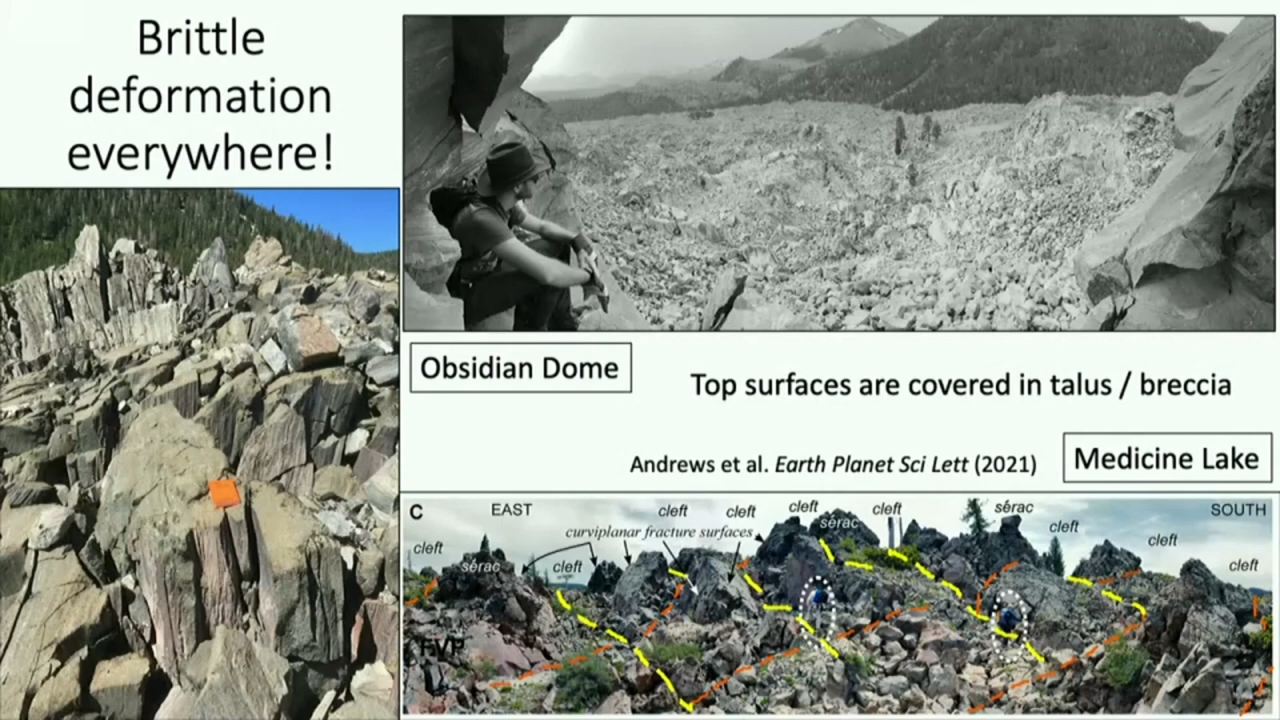 Brittle
deformation
everywhere!
Obsidian Dome
Top surfaces are covered in talus / breccia
Andrews et al. Earth Planet Sci Lett (2021)
Medicine Lake
C
EAST
cleft
cleft
cleft
cleft
sérac
SOUTH
curviplanar fracture surfaces
sérac
cleft
cleft
cleft
sérac
cleft
cleft
FVP